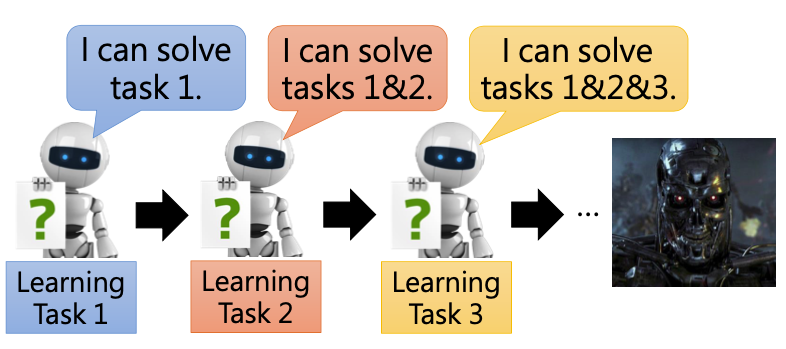 I can solve
task 1.
I can solve
tasks 1&2.
I can solve
tasks 1&2&3.
?
?
?
...
Learning
Task 1
Learning
Task 2
Learning
Task 3